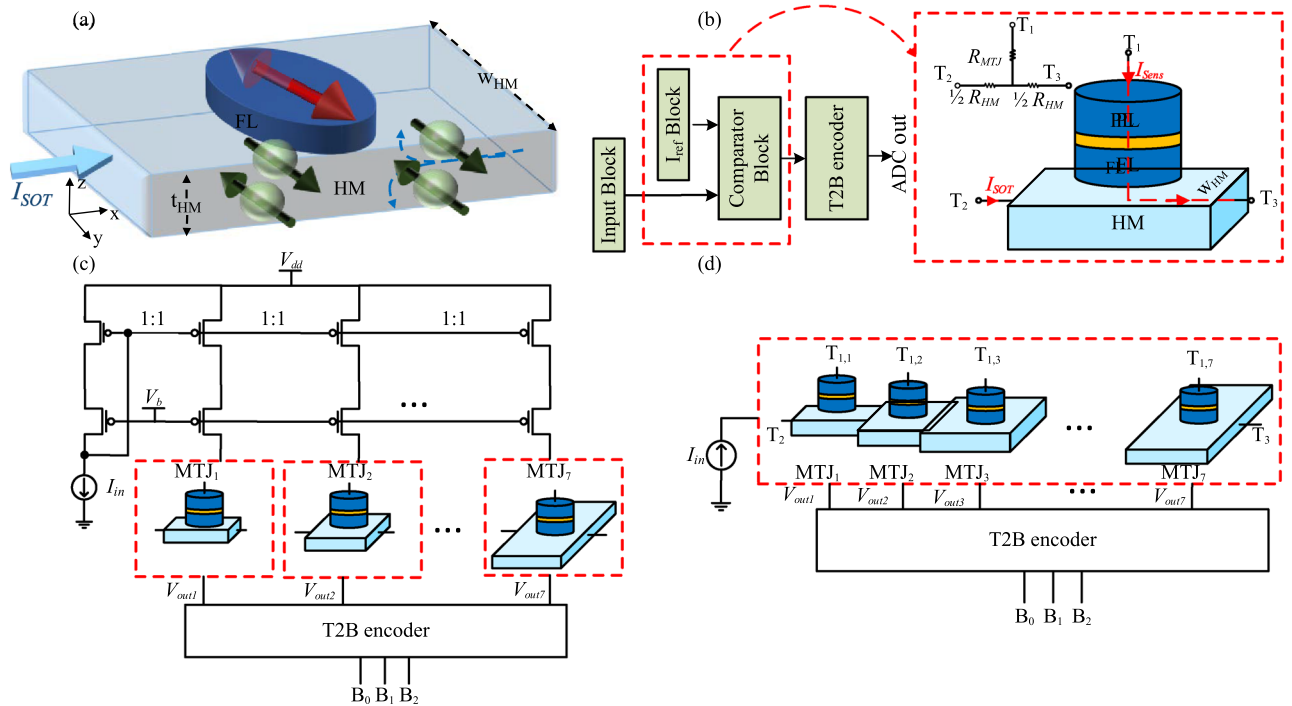 (a)
W_HM
FL
I_SOT
z
x
y
t_HM
HM
(b)
Input Block
I_ref Block
Comparator Block
T2B encoder
ADC out
T_1
R_MTJ
T_2
T_3
½ R_HM
½ R_HM
T_1
I_Sens
FL
W_HM
I_SOT
T_2
T_3
HM
(c)
V_dd
1:1
1:1
1:1
V_b
...
I_in
MTJ_1
MTJ_2
MTJ_7
...
V_out1
V_out2
V_out7
T2B encoder
B_0 B_1 B_2
(d)
T_1,1
T_1,2
T_1,3
T_1,7
T_2
...
T_3
I_in
MTJ_1
MTJ_2
MTJ_3
MTJ_7
V_out1
V_out2
V_out3
...
V_out7
T2B encoder
B_0 B_1 B_2